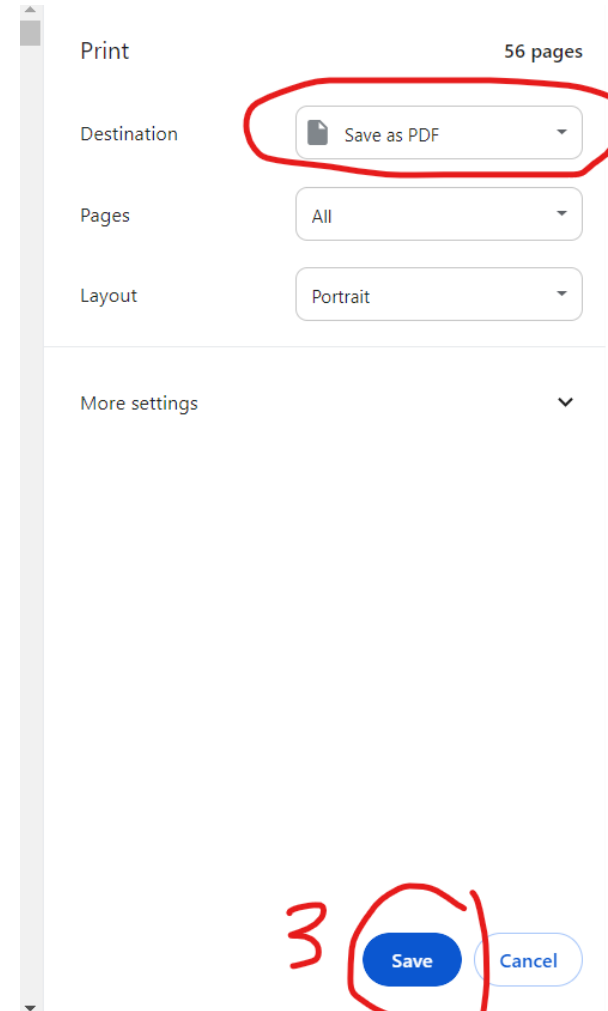 Print 56 pages
Destination Save as PDF
Pages All
Layout Portrait
More settings
3 Save Cancel